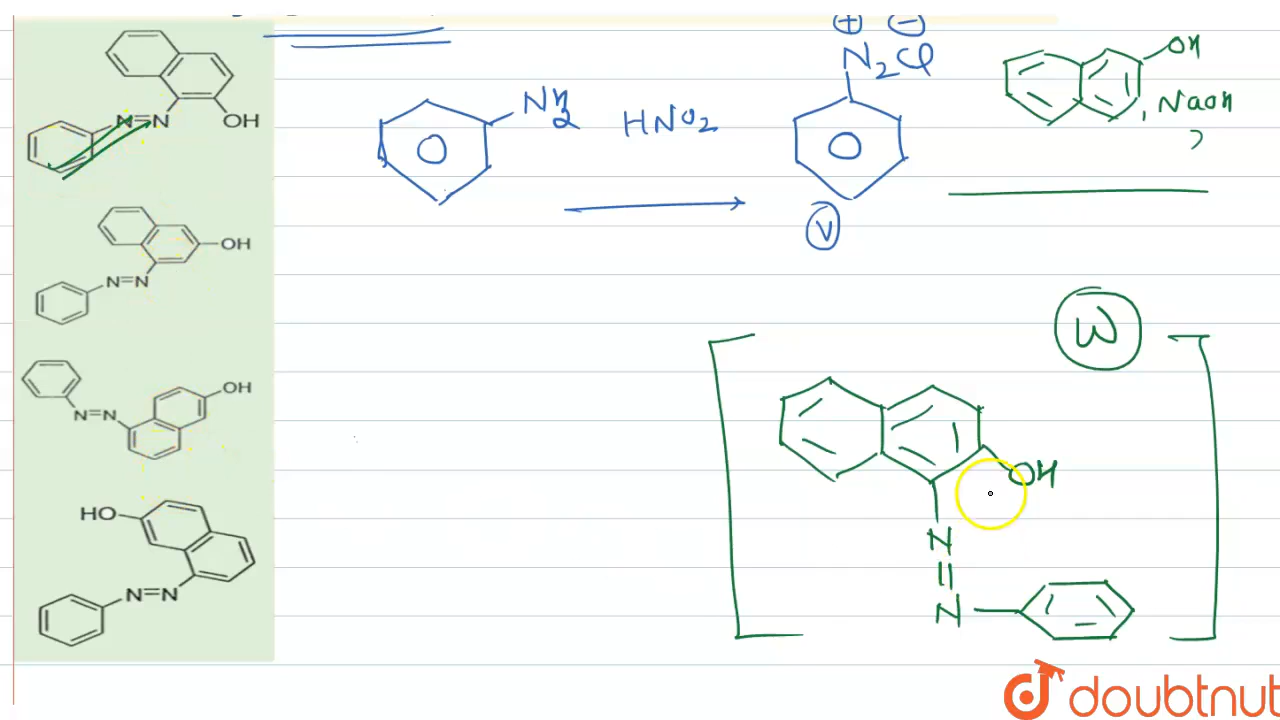 N=N
OH
N=N
OH
N=N
OH
HO
N=N
NH2
HNO2
+ −
N2Cl
V
OH
, NaOH
W
OH
N
||
N
doubtnut